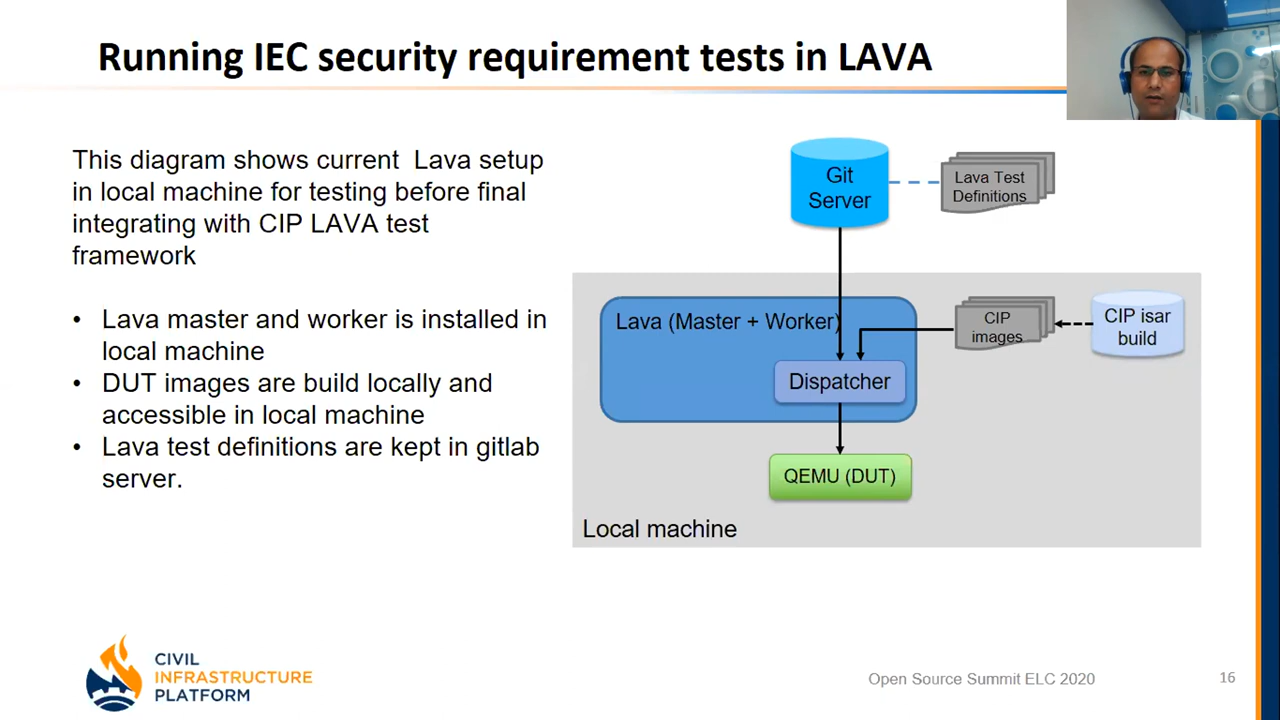 Running IEC security requirement tests in LAVA
This diagram shows current Lava setup
in local machine for testing before final
integrating with CIP LAVA test
framework
• Lava master and worker is installed in
local machine
• DUT images are build locally and
accessible in local machine
• Lava test definitions are kept in gitlab
server.
Git
Server
Lava Test
Definitions
Lava (Master + Worker)
CIP
images
CIP isar
build
Dispatcher
QEMU (DUT)
Local machine
CIVIL
INFRASTRUCTURE
PLATFORM
Open Source Summit ELC 2020
16